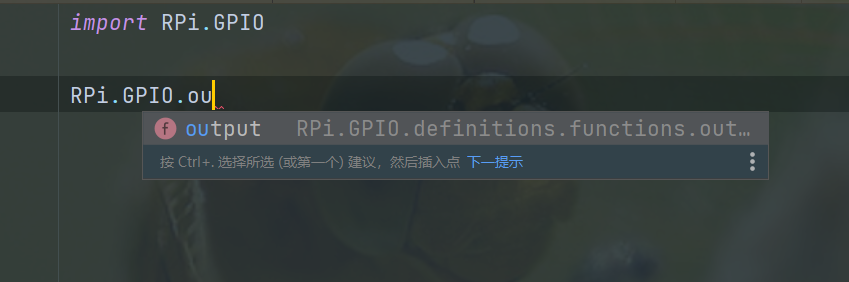 import RPi.GPIO
RPi.GPIO.ou
f output RPi.GPIO.definitions.functions.out…
按 Ctrl+. 选择所选 (或第一个) 建议，然后插入点 下一提示